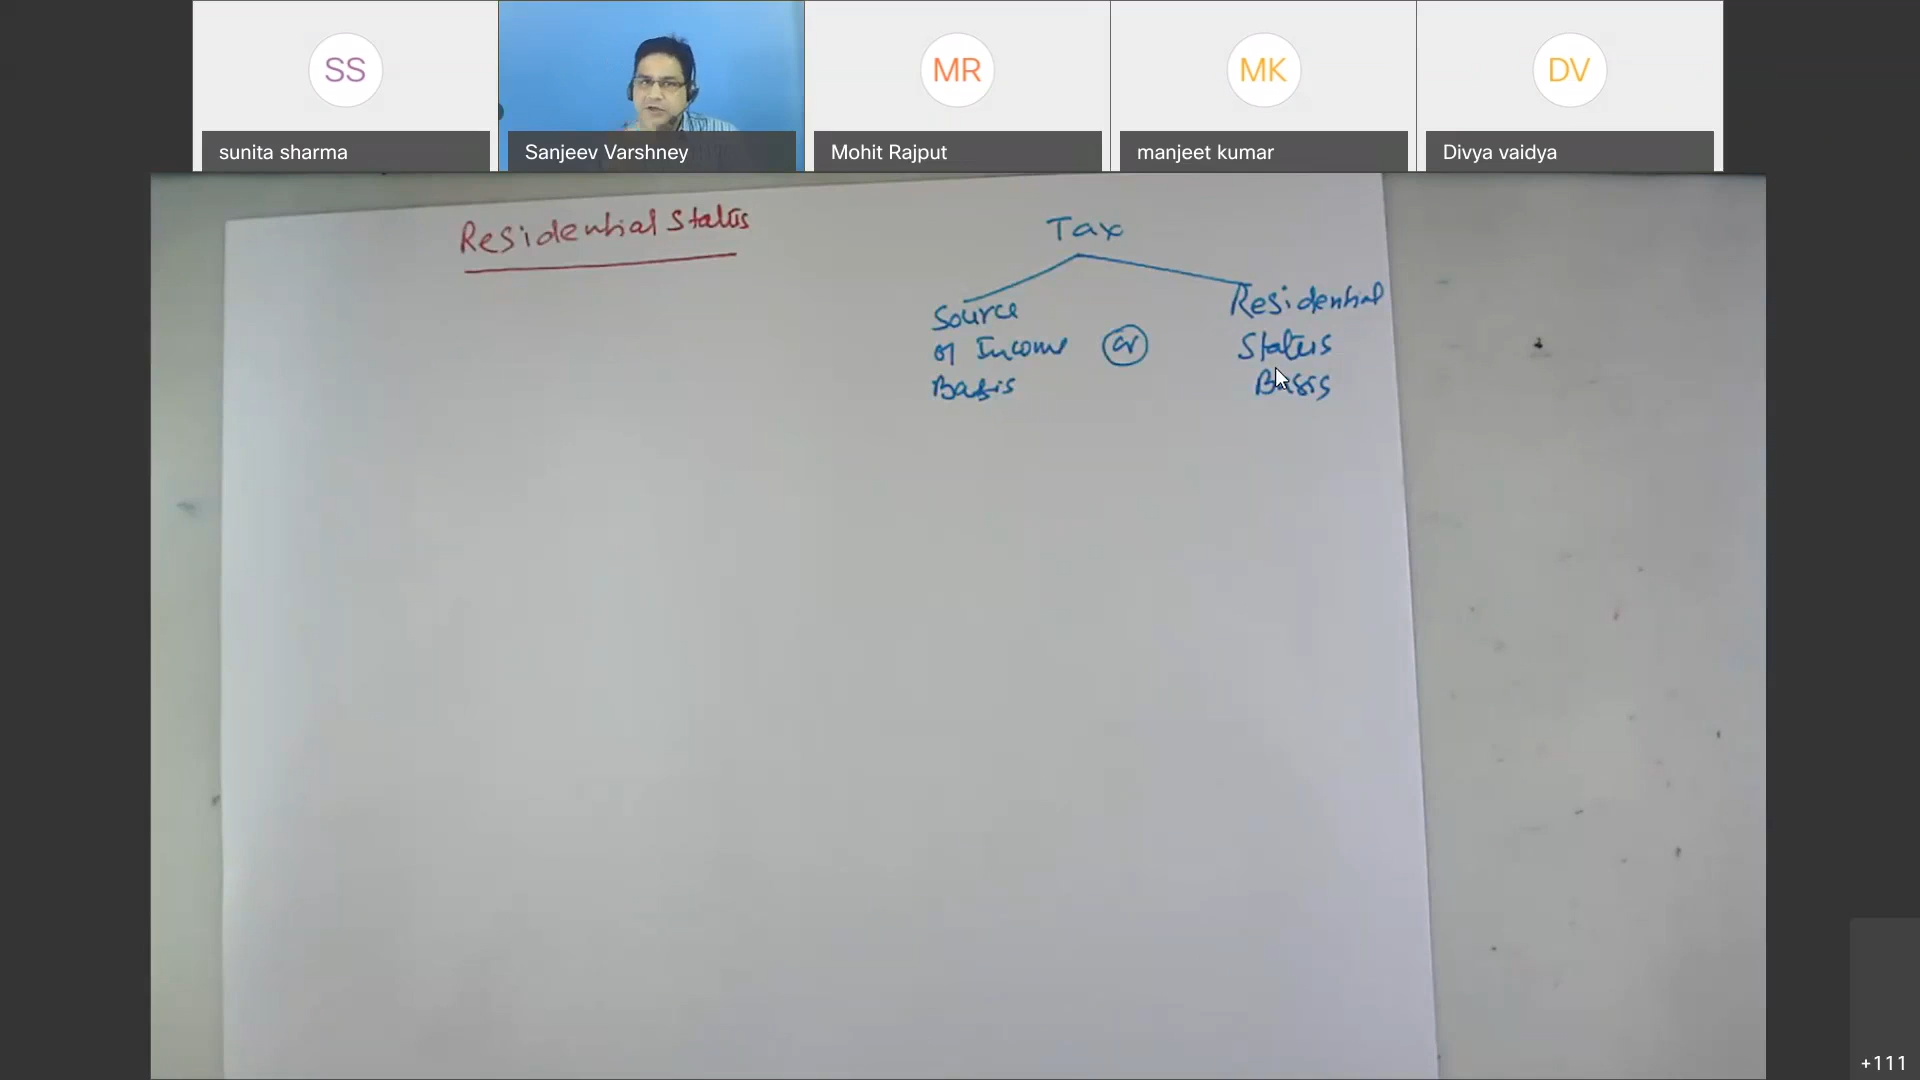 SS
MR
MK
DV
sunita sharma
Sanjeev Varshney
Mohit Rajput
manjeet kumar
Divya vaidya
Residential Status
Tax
Source
of Income
Basis
or
Residential
Status
Basis
+111